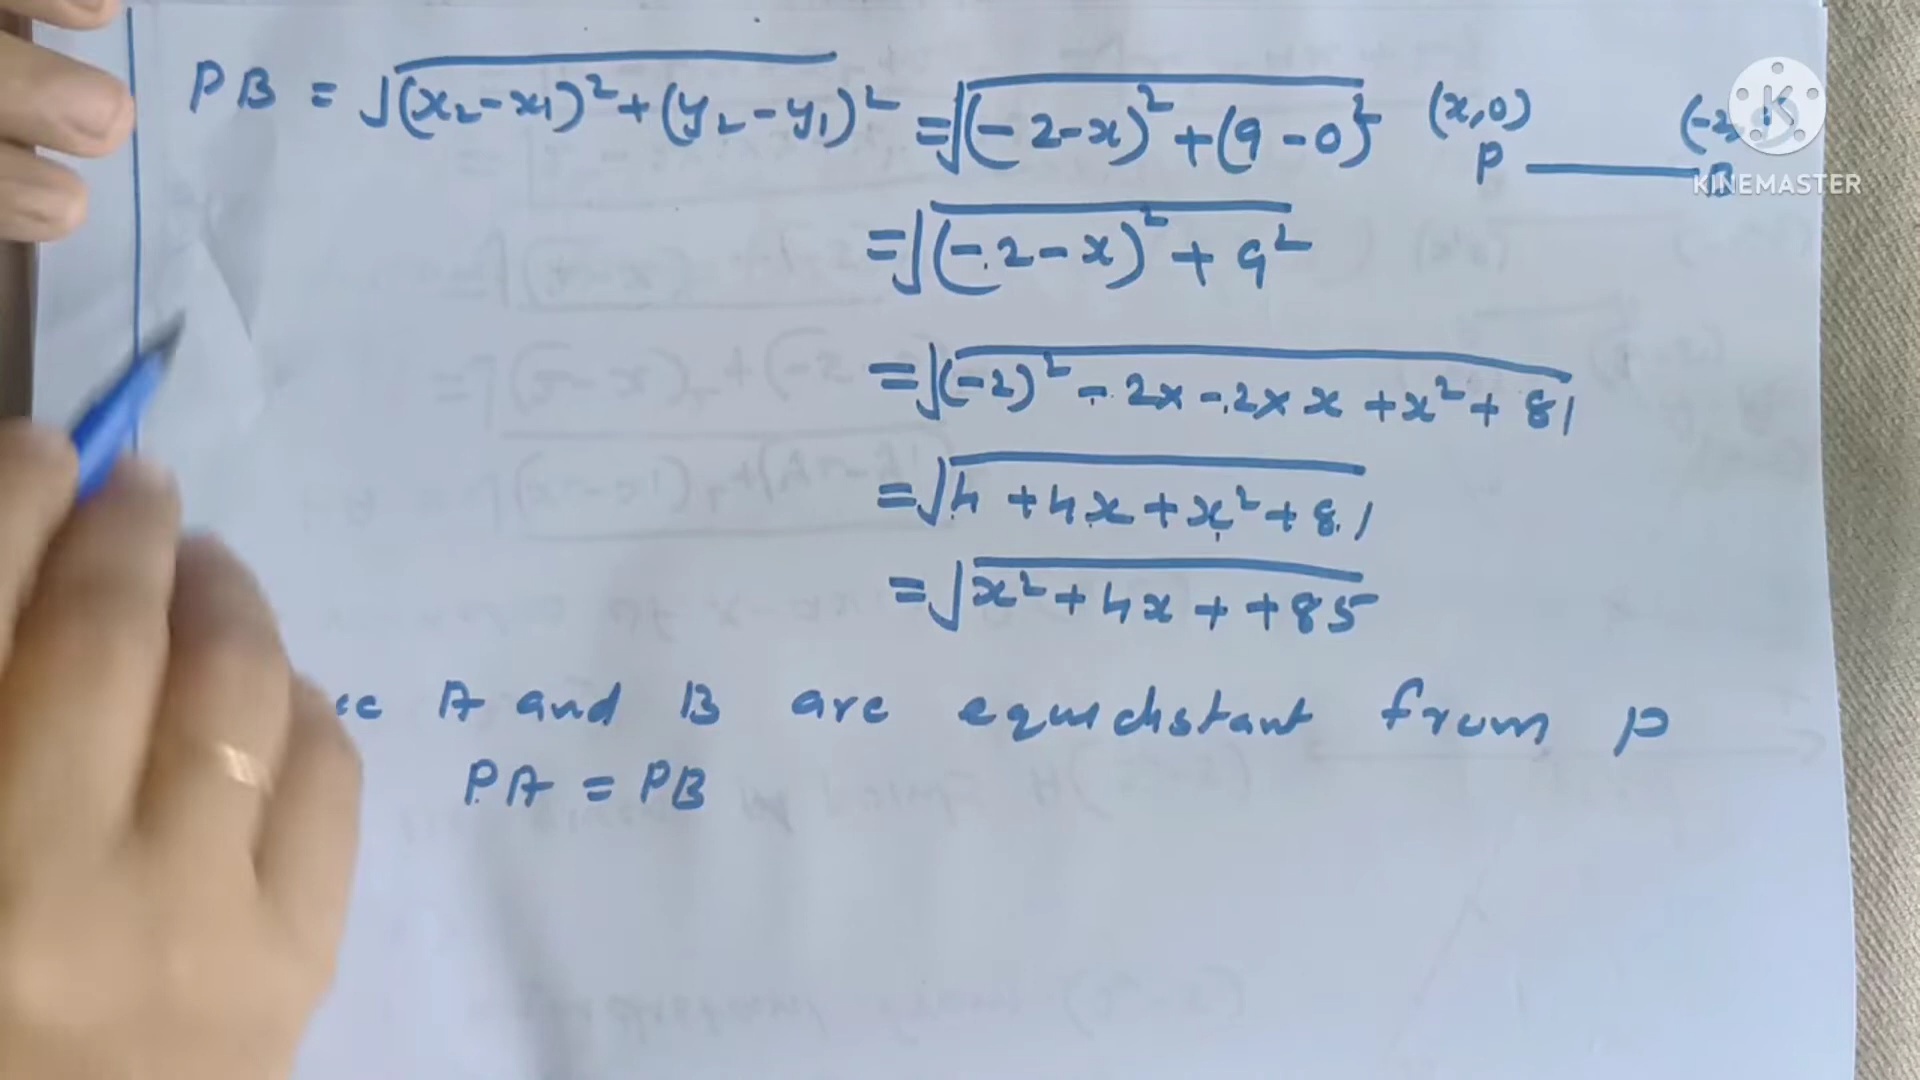 PB = √(x₂-x₁)² + (y₂-y₁)² = √(-2-x)² + (9-0)² (x,0)
P
= √(-2-x)² + 9²
= √(-2)² - 2x-2x x + x² + 81
= √4 + 4x + x² + 81
= √x² + 4x + +85
A and B are equidistant from P
PA = PB
KINEMASTER